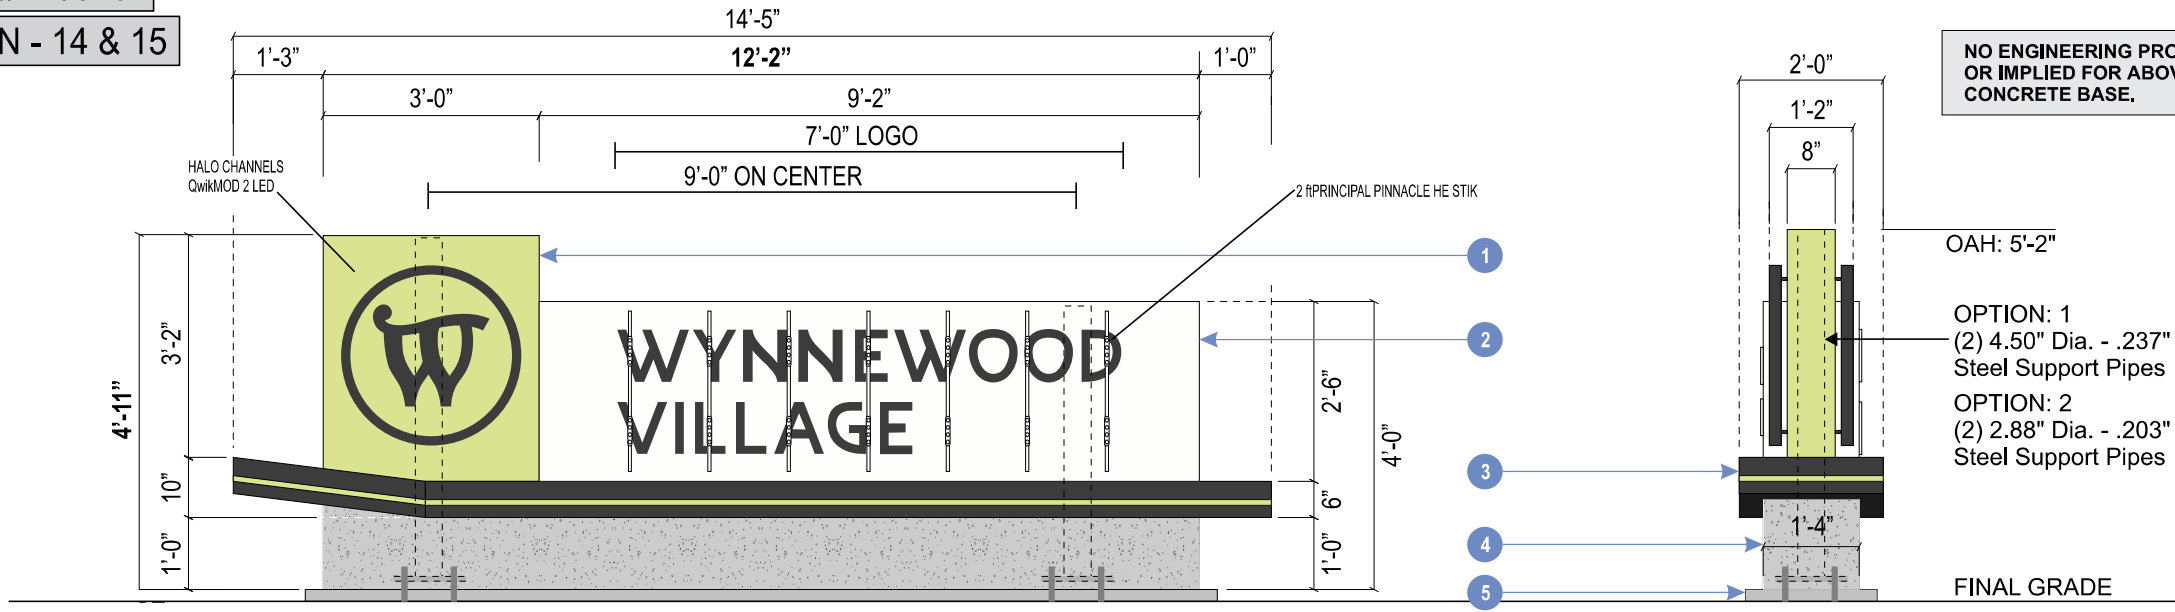 N - 14 & 15
14’-5”
1’-3”
12’-2”
1’-0”
3’-0”
9’-2”
7’-0” LOGO
9’-0” ON CENTER
HALO CHANNELS
QwikMOD 2 LED
2 ftPRINCIPAL PINNACLE HE STIK
4’-11”
3’-2”
10”
1’-0”
W
WYNNEWOOD
VILLAGE
2’-6”
4’-0”
6”
1’-0”
1
2
3
4
5
2’-0”
1’-2”
8”
1’-4”
NO ENGINEERING PRO
OR IMPLIED FOR ABOV
CONCRETE BASE.
OAH: 5'-2"
OPTION: 1
(2) 4.50" Dia. - .237"
Steel Support Pipes
OPTION: 2
(2) 2.88" Dia. - .203"
Steel Support Pipes
FINAL GRADE